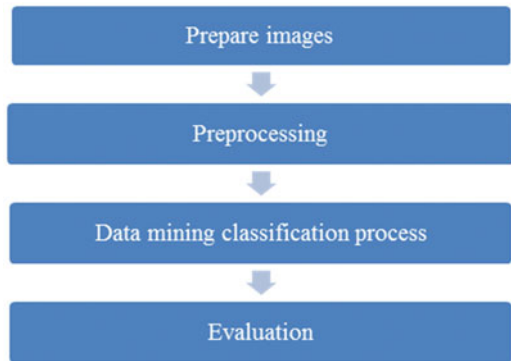 Prepare images
Preprocessing
Data mining classification process
Evaluation